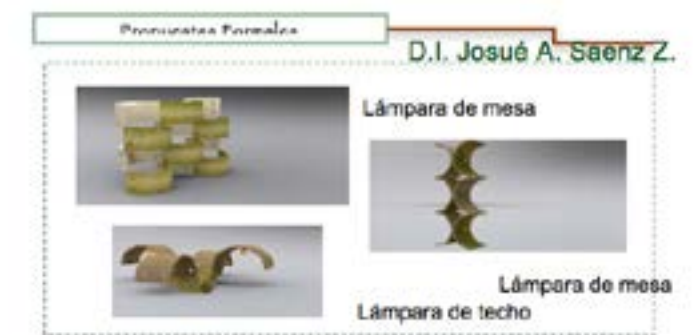 Propuestas Formales
D.I. Josué A. Saenz Z.
Lámpara de mesa
Lámpara de mesa
Lámpara de techo